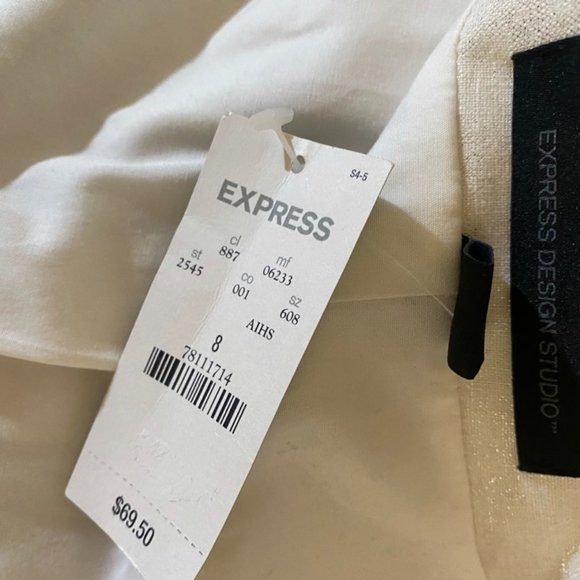 S4-5
EXPRESS
st cl mf
2545 887 06233
co sz
001 608
AIHS
8
78111714
$69.50
EXPRESS DESIGN STUDIO™